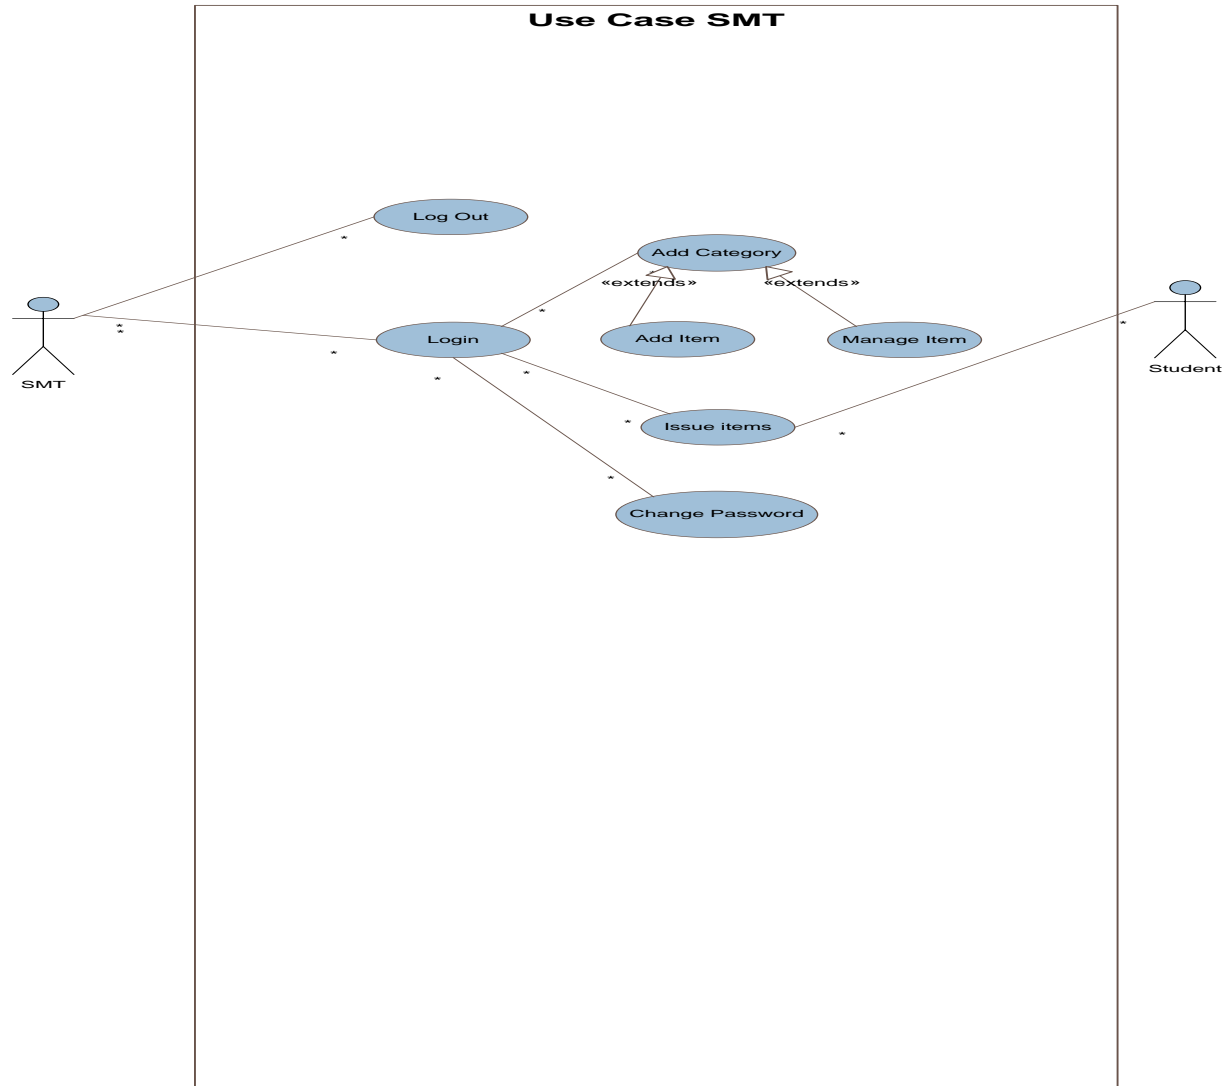 Use Case SMT
Log Out
*
Add Category
*
«extends»
«extends»
*
*
*
Login
Add Item
Manage Item
*
*
SMT
Student
*
*
*
Issue items
*
*
Change Password